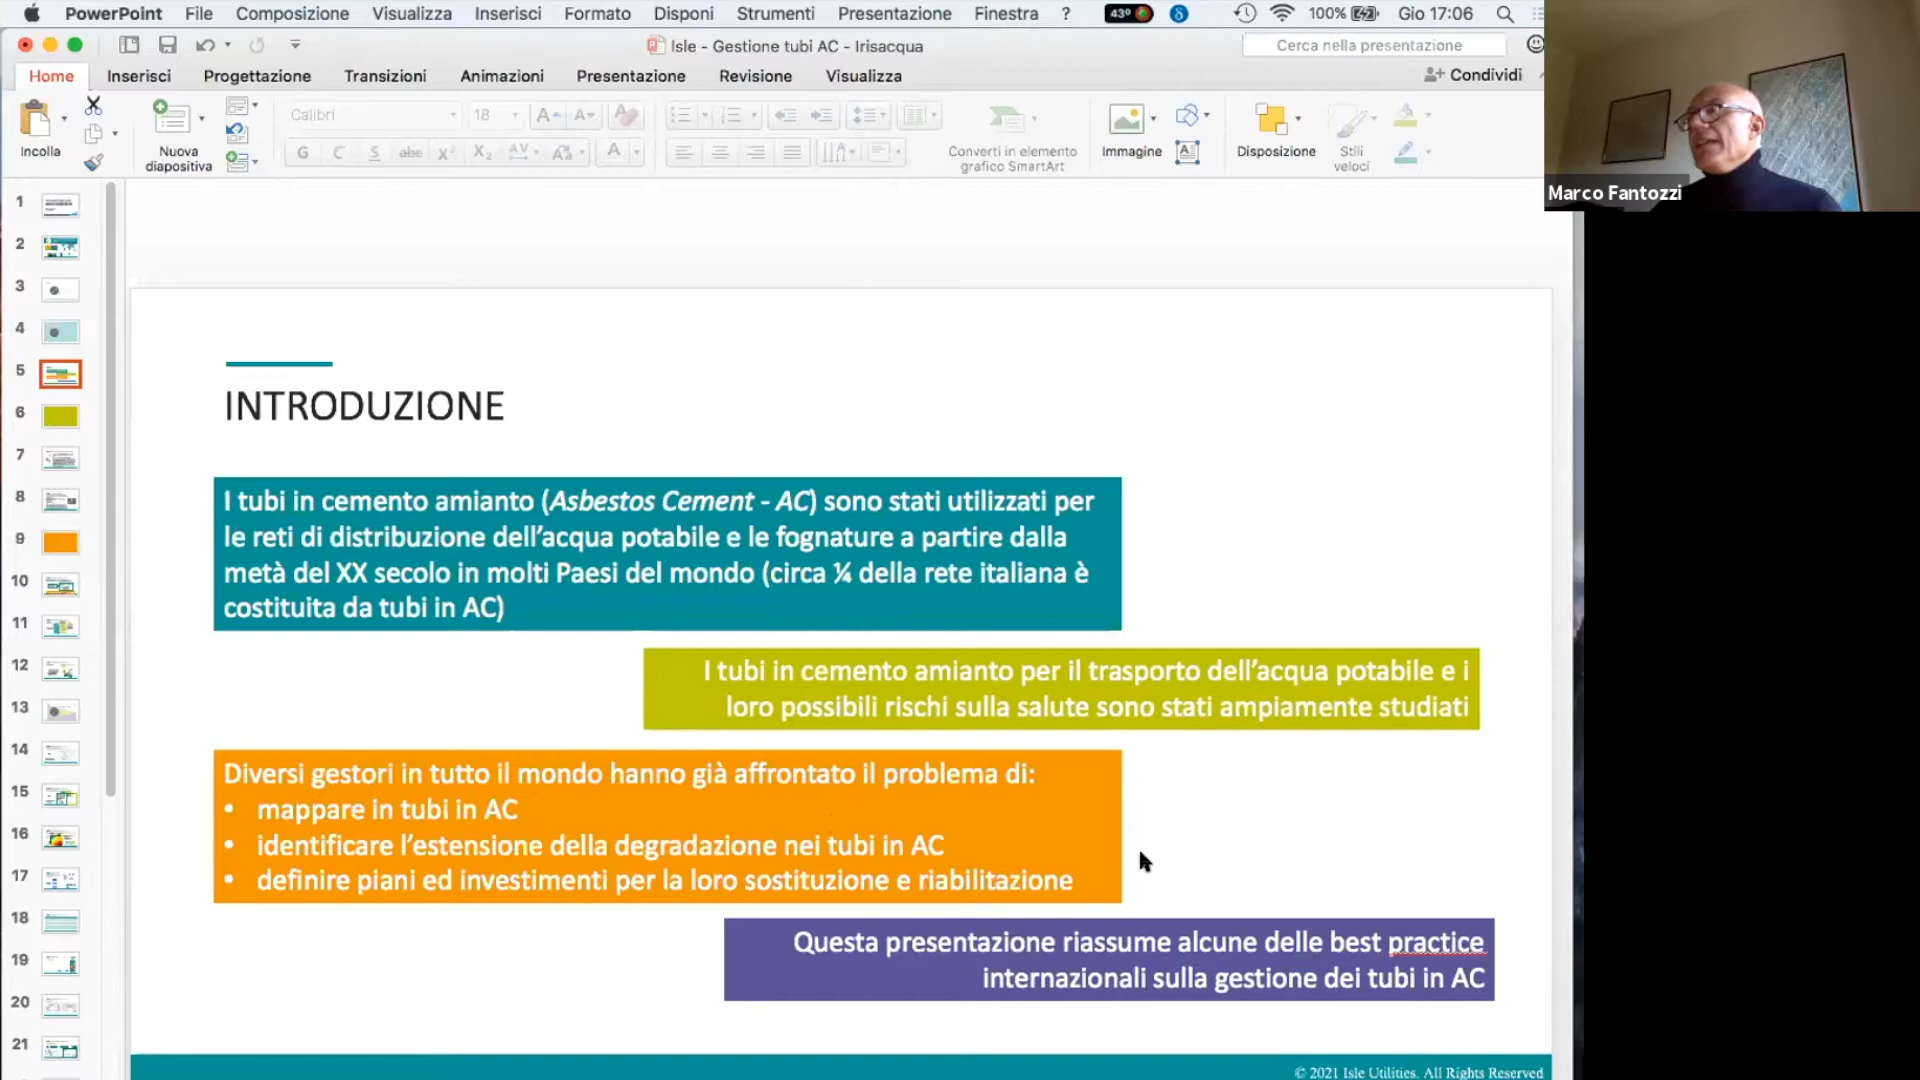 PowerPoint File Composizione Visualizza Inserisci Formato Disponi Strumenti Presentazione Finestra ? 43° 100% Gio 17:06
Isle - Gestione tubi AC - Irisacqua
Cerca nella presentazione
Home Inserisci Progettazione Transizioni Animazioni Presentazione Revisione Visualizza
Condividi
Incolla
Nuova
diapositiva
Calibri 18
G C S abc X² X₂ AV Aa A
Converti in elemento
grafico SmartArt
Immagine
Disposizione
Stili
veloci
Marco Fantozzi
1
2
3
4
5
6
7
8
9
10
11
12
13
14
15
16
17
18
19
20
21
INTRODUZIONE
I tubi in cemento amianto (Asbestos Cement - AC) sono stati utilizzati per
le reti di distribuzione dell’acqua potabile e le fognature a partire dalla
metà del XX secolo in molti Paesi del mondo (circa ¼ della rete italiana è
costituita da tubi in AC)
I tubi in cemento amianto per il trasporto dell’acqua potabile e i
loro possibili rischi sulla salute sono stati ampiamente studiati
Diversi gestori in tutto il mondo hanno già affrontato il problema di:
• mappare in tubi in AC
• identificare l’estensione della degradazione nei tubi in AC
• definire piani ed investimenti per la loro sostituzione e riabilitazione
Questa presentazione riassume alcune delle best practice
internazionali sulla gestione dei tubi in AC
© 2021 Isle Utilities. All Rights Reserved